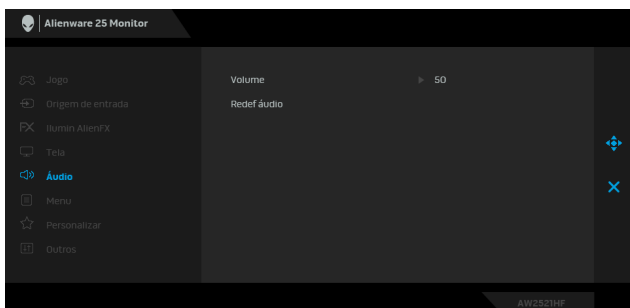 Alienware 25 Monitor
Jogo
Volume 50
Origem de entrada
Redef áudio
FX Ilumin AlienFX
Tela
Áudio
Menu
Personalizar
Outros
AW2521HF